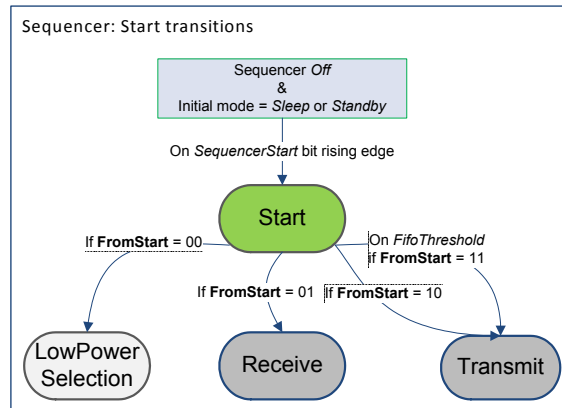 Sequencer: Start transitions
Sequencer Off
&
Initial mode = Sleep or Standby
On SequencerStart bit rising edge
Start
If FromStart = 00
On FifoThreshold
if FromStart = 11
If FromStart = 01
If FromStart = 10
LowPower
Selection
Receive
Transmit